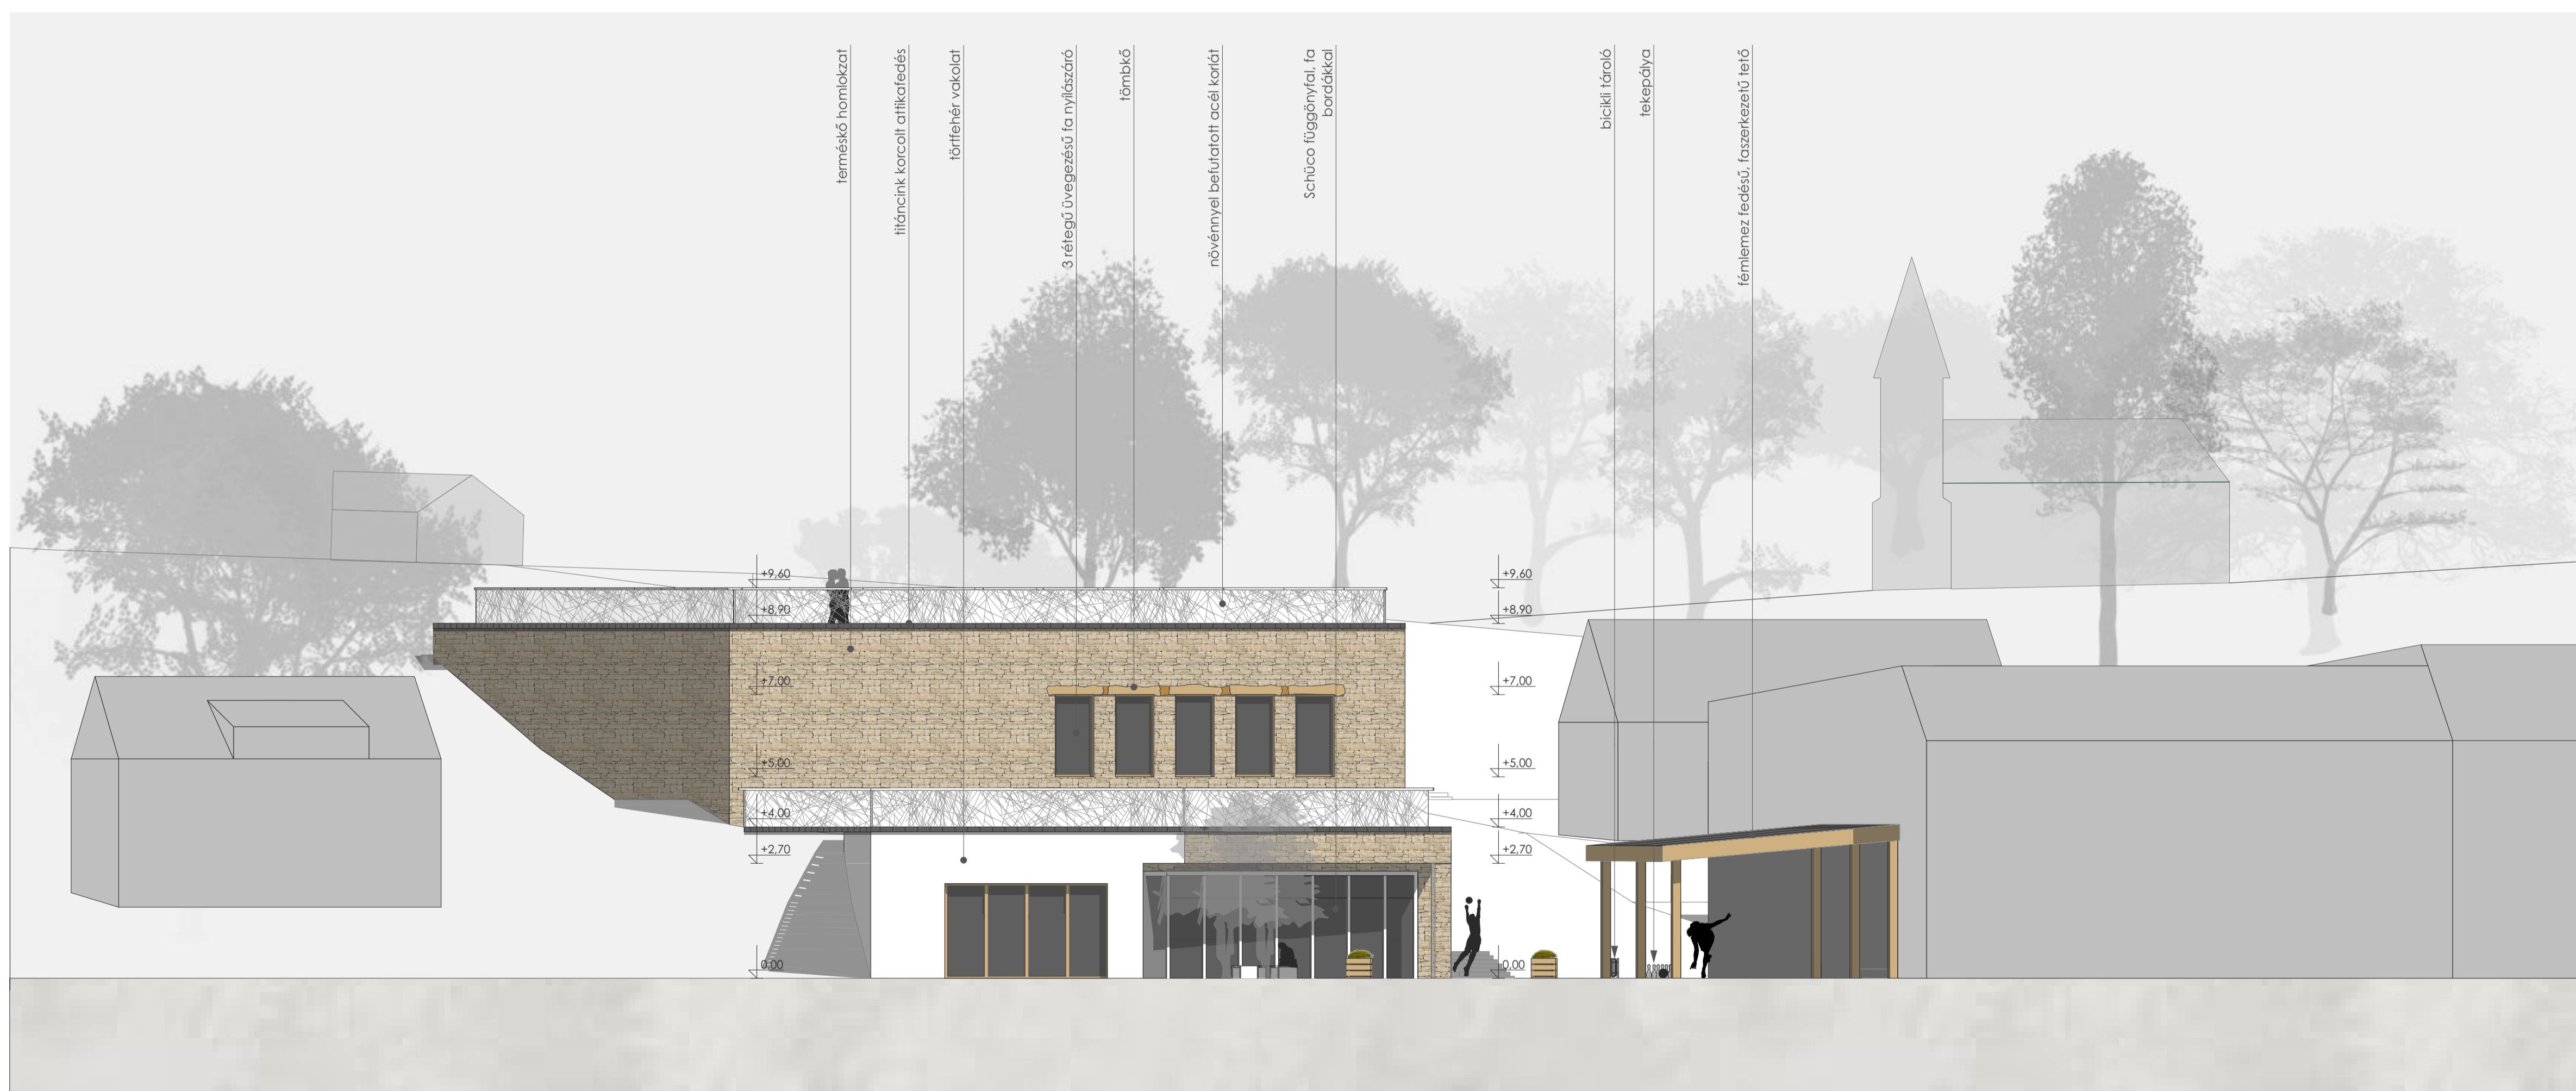 terméskő homlokzat
titáncink korcolt attikafedés
törtfehér vakolat
3 rétegű üvegezésű fa nyílászáró
tömbkő
növénnyel befutatott acél korlát
Schüco függönyfal, fa
bordákkal
bicikli tároló
tekepálya
fémlemez fedésű, faszerkezetű tető
+9,60
+8,90
+7,00
+5,00
+4,00
+2,70
0,00
+9,60
+8,90
+7,00
+5,00
+4,00
+2,70
0,00